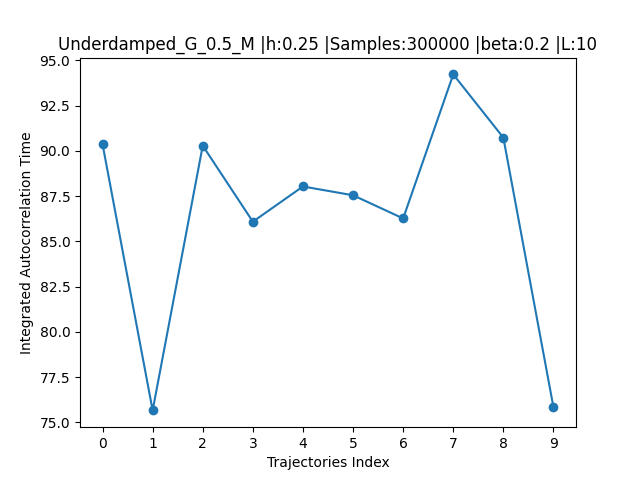 Underdamped_G_0.5_M |h:0.25 |Samples:300000 |beta:0.2 |L:10
95.0
92.5
90.0
87.5
85.0
82.5
80.0
77.5
75.0
Integrated Autocorrelation Time
0 1 2 3 4 5 6 7 8 9
Trajectories Index